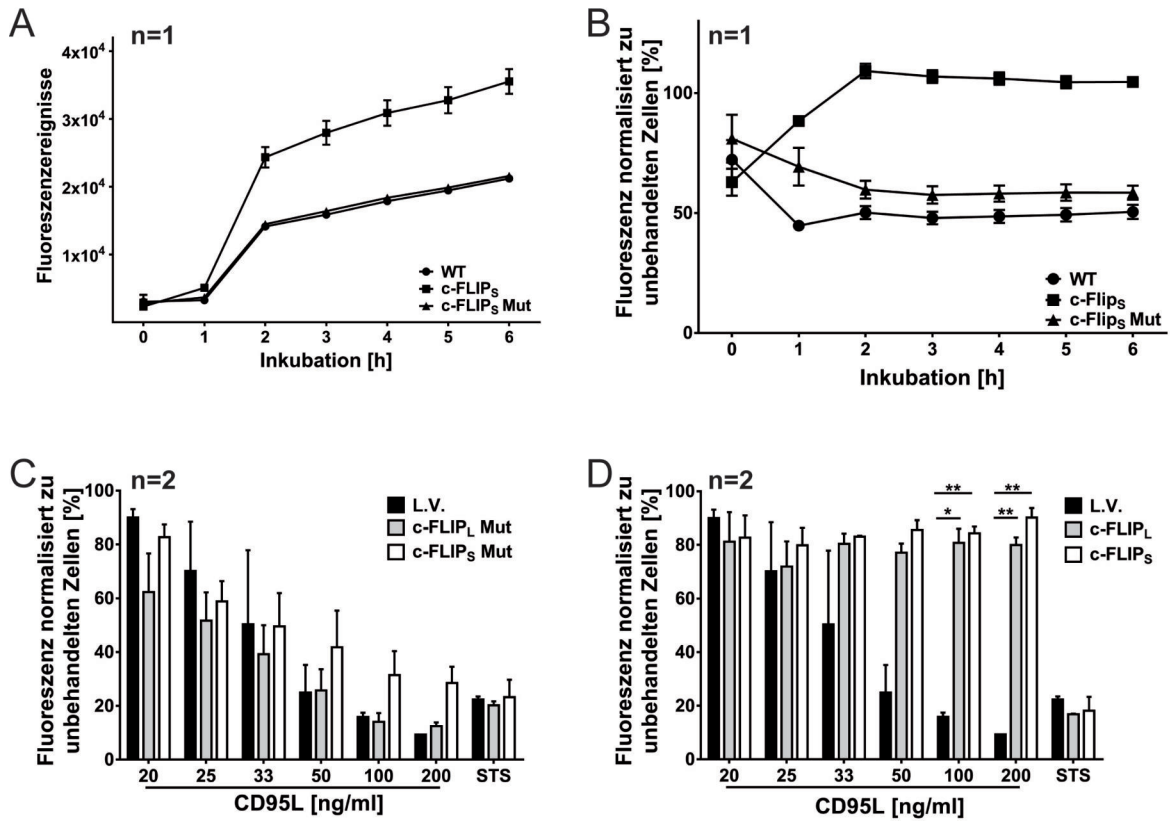 A
n=1
Fluoreszenzereignisse
4x10⁴
3x10⁴
2x10⁴
1x10⁴
WT
c-FLIPS
c-FLIPS Mut
0 1 2 3 4 5 6
Inkubation [h]
B
n=1
Fluoreszenz normalisiert zu
unbehandelten Zellen [%]
100
50
0
WT
c-FlipS
c-FlipS Mut
0 1 2 3 4 5 6
Inkubation [h]
C
n=2
Fluoreszenz normalisiert zu
unbehandelten Zellen [%]
100
80
60
40
20
0
L.V.
c-FLIPL Mut
c-FLIPS Mut
20 25 33 50 100 200 STS
CD95L [ng/ml]
D
n=2
Fluoreszenz normalisiert zu
unbehandelten Zellen [%]
100
80
60
40
20
0
** **
* **
L.V.
c-FLIPL
c-FLIPS
20 25 33 50 100 200 STS
CD95L [ng/ml]